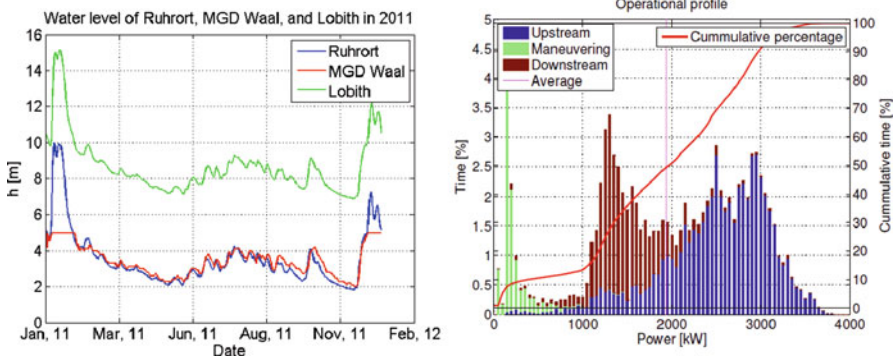 Water level of Ruhrort, MGD Waal, and Lobith in 2011
h [m]
16
14
12
10
8
6
4
2
0
Ruhrort
MGD Waal
Lobith
Jan, 11 Mar, 11 Jun, 11 Aug, 11 Nov, 11 Feb, 12
Date
Operational profile
Time [%]
5
4.5
4
3.5
3
2.5
2
1.5
1
0.5
0
Upstream
Maneuvering
Downstream
Average
Cummulative percentage
100
90
80
70
60
50
40
30
20
10
0
Cummulative time [%]
0 1000 2000 3000 4000
Power [kW]